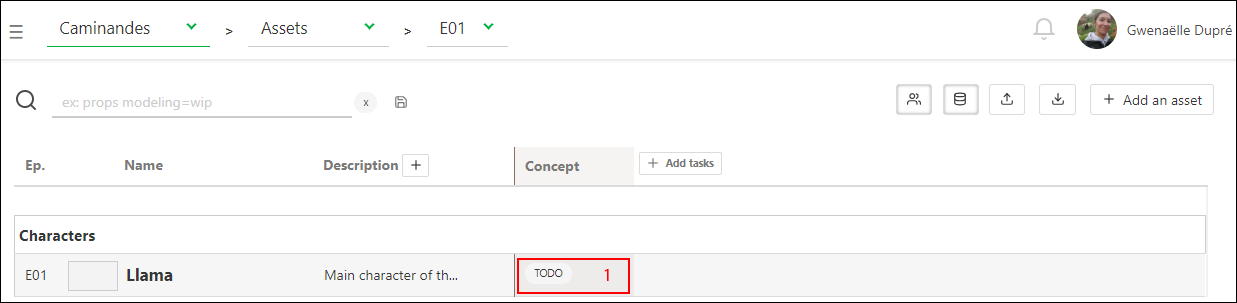 Caminandes > Assets > E01 Gwenaëlle Dupré
ex: props modeling=wip x + Add an asset
Ep. Name Description + Concept + Add tasks
Characters
E01 Llama Main character of th... TODO 1